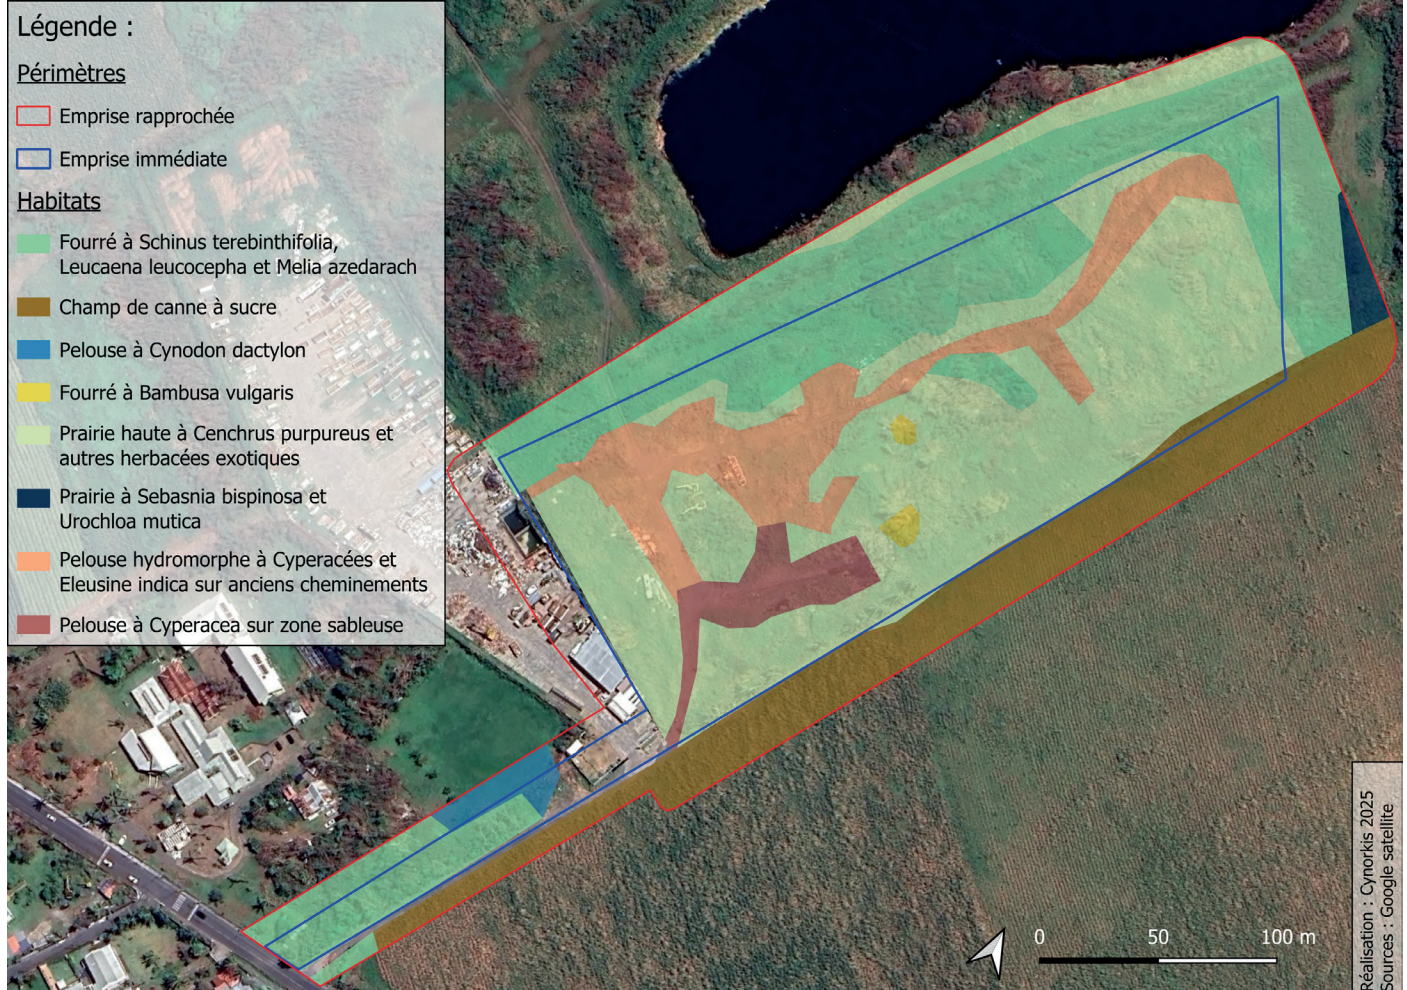 Légende :
Périmètres
Emprise rapprochée
Emprise immédiate
Habitats
Fourré à Schinus terebinthifolia,
Leucaena leucocepha et Melia azedarach
Champ de canne à sucre
Pelouse à Cynodon dactylon
Fourré à Bambusa vulgaris
Prairie haute à Cenchrus purpureus et
autres herbacées exotiques
Prairie à Sebasnia bispinosa et
Urochloa mutica
Pelouse hydromorphe à Cyperacées et
Eleusine indica sur anciens cheminements
Pelouse à Cyperacea sur zone sableuse
0 50 100 m
Réalisation : Cynorkis 2025
Sources : Google satellite